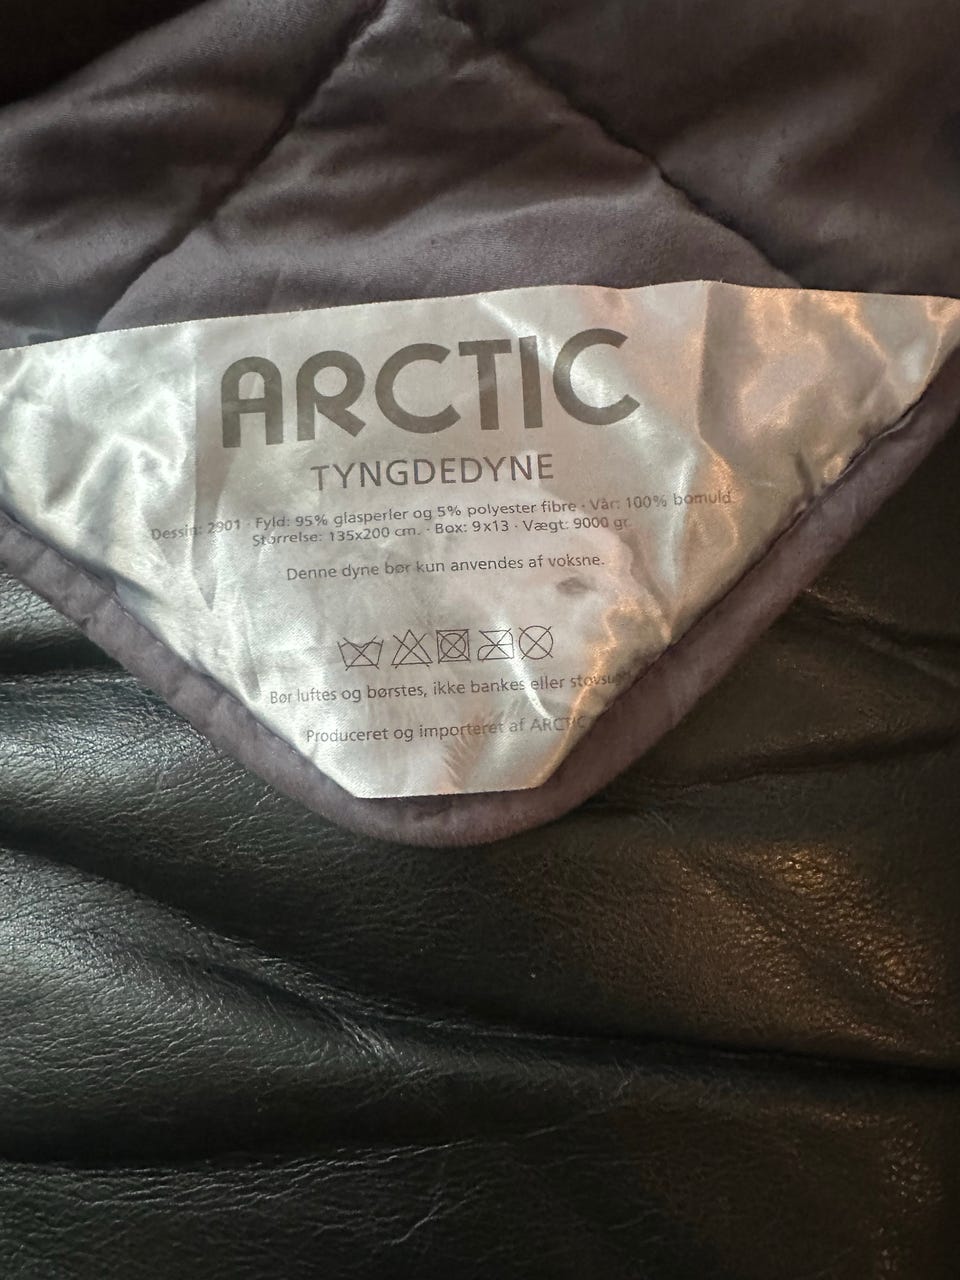 ARCTIC
TYNGDEDYNE
Dessin: 2901 · Fyld: 95% glasperler og 5% polyester fibre · Vår: 100% bomuld
Størrelse: 135x200 cm. · Box: 9x13 · Vægt: 9000 gr.
Denne dyne bør kun anvendes af voksne.
Bør luftes og børstes, ikke bankes eller
Produceret og importeret af ARCTIC